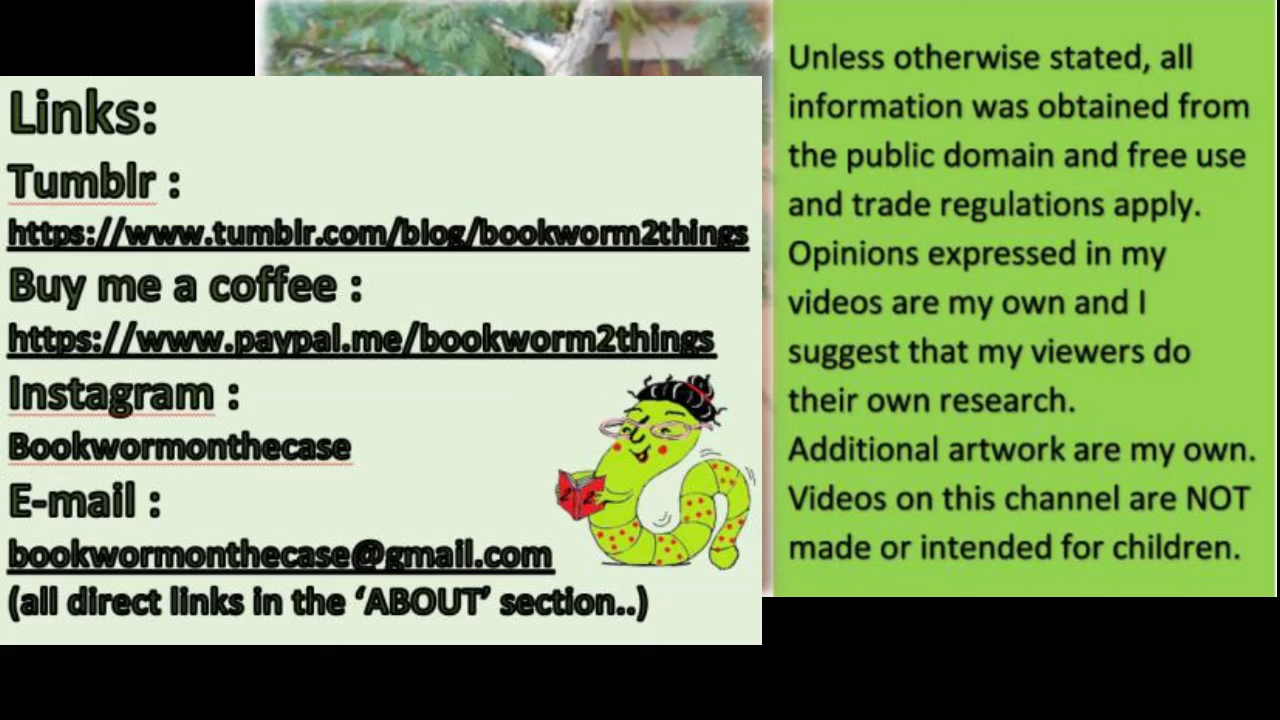 Links:
Tumblr :
https://www.tumblr.com/blog/bookworm2things
Buy me a coffee :
https://www.paypal.me/bookworm2things
Instagram :
Bookwormonthecase
E-mail :
bookwormonthecase@gmail.com
(all direct links in the ‘ABOUT’ section..)
Unless otherwise stated, all
information was obtained from
the public domain and free use
and trade regulations apply.
Opinions expressed in my
videos are my own and I
suggest that my viewers do
their own research.
Additional artwork are my own.
Videos on this channel are NOT
made or intended for children.